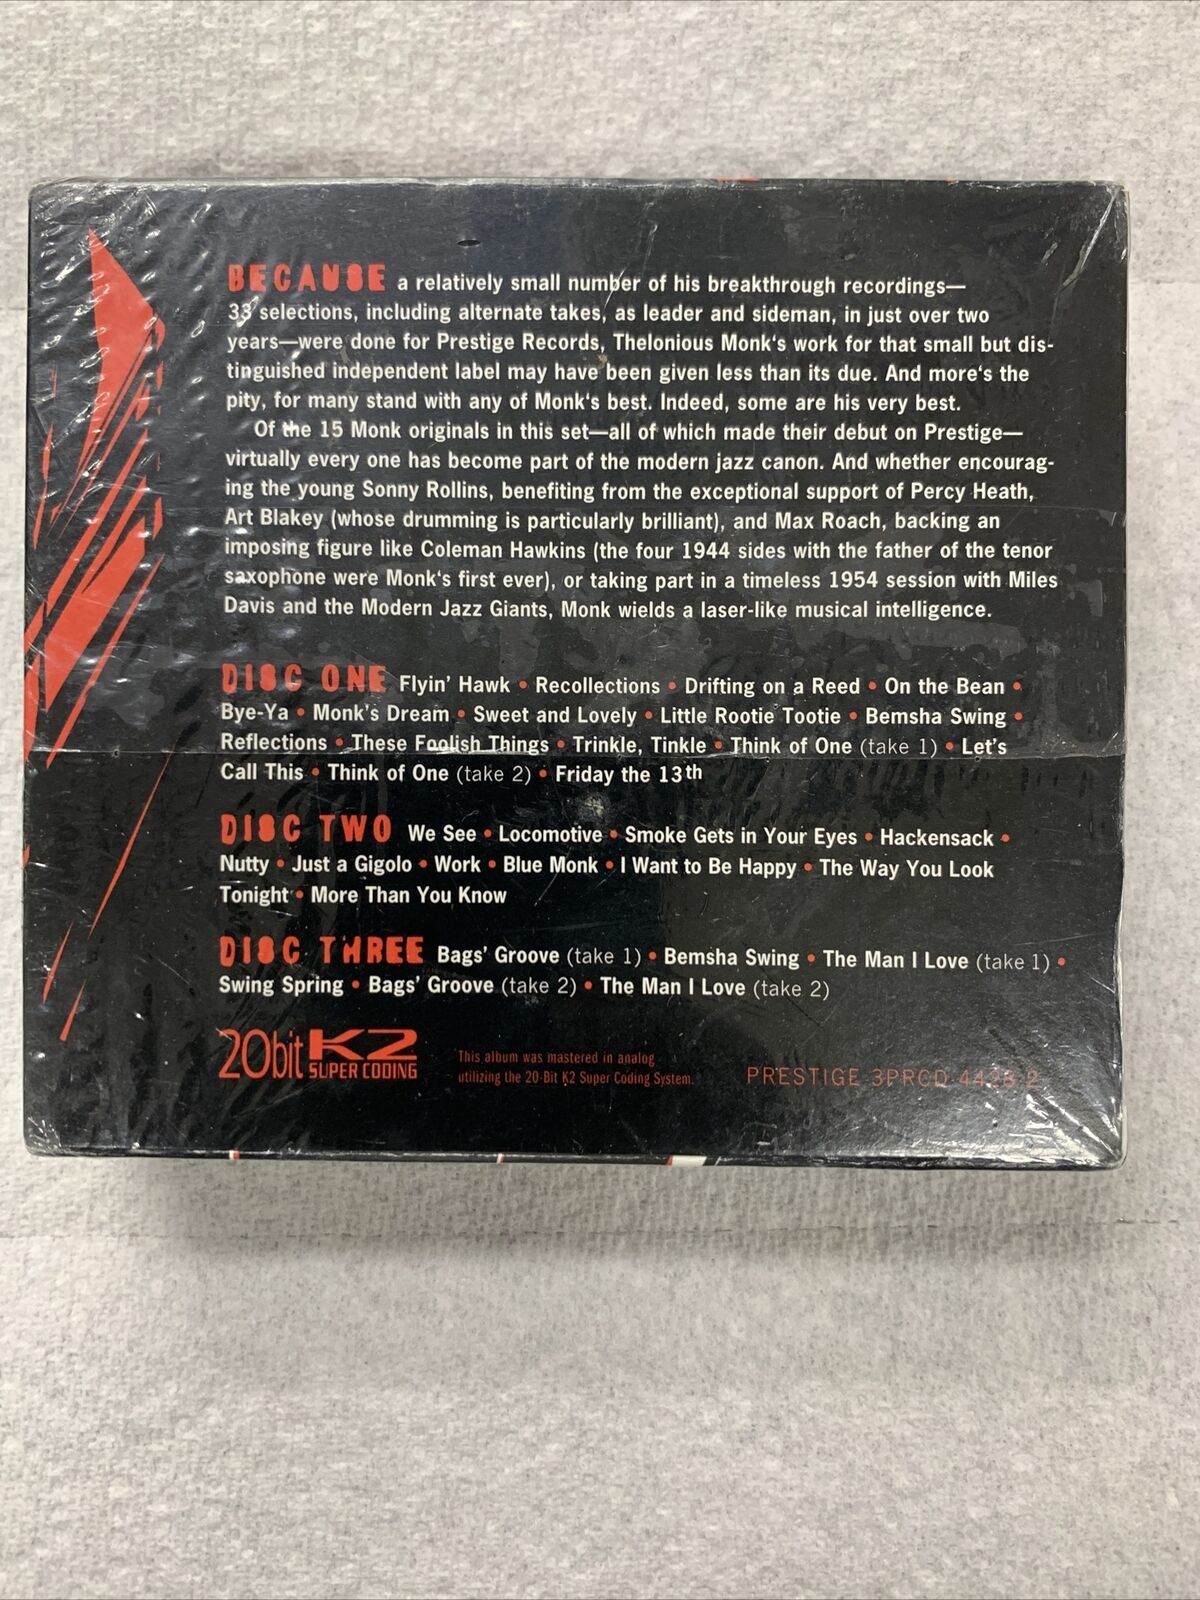 BECAUSE a relatively small number of his breakthrough recordings—
33 selections, including alternate takes, as leader and sideman, in just over two
years—were done for Prestige Records, Thelonious Monk's work for that small but dis-
tinguished independent label may have been given less than its due. And more's the
pity, for many stand with any of Monk's best. Indeed, some are his very best.
Of the 15 Monk originals in this set—all of which made their debut on Prestige—
virtually every one has become part of the modern jazz canon. And whether encourag-
ing the young Sonny Rollins, benefiting from the exceptional support of Percy Heath,
Art Blakey (whose drumming is particularly brilliant), and Max Roach, backing an
imposing figure like Coleman Hawkins (the four 1944 sides with the father of the tenor
saxophone were Monk's first ever), or taking part in a timeless 1954 session with Miles
Davis and the Modern Jazz Giants, Monk wields a laser-like musical intelligence.
DISC ONE Flyin' Hawk • Recollections • Drifting on a Reed • On the Bean •
Bye-Ya • Monk's Dream • Sweet and Lovely • Little Rootie Tootie • Bemsha Swing •
Reflections • These Foolish Things • Trinkle, Tinkle • Think of One (take 1) • Let's
Call This • Think of One (take 2) • Friday the 13th
DISC TWO We See • Locomotive • Smoke Gets in Your Eyes • Hackensack •
Nutty • Just a Gigolo • Work • Blue Monk • I Want to Be Happy • The Way You Look
Tonight • More Than You Know
DISC THREE Bags' Groove (take 1) • Bemsha Swing • The Man I Love (take 1) •
Swing Spring • Bags' Groove (take 2) • The Man I Love (take 2)
20bit K2
SUPER CODING
This album was mastered in analog
utilizing the 20-Bit K2 Super Coding System.
PRESTIGE 3PRCD-4428-2